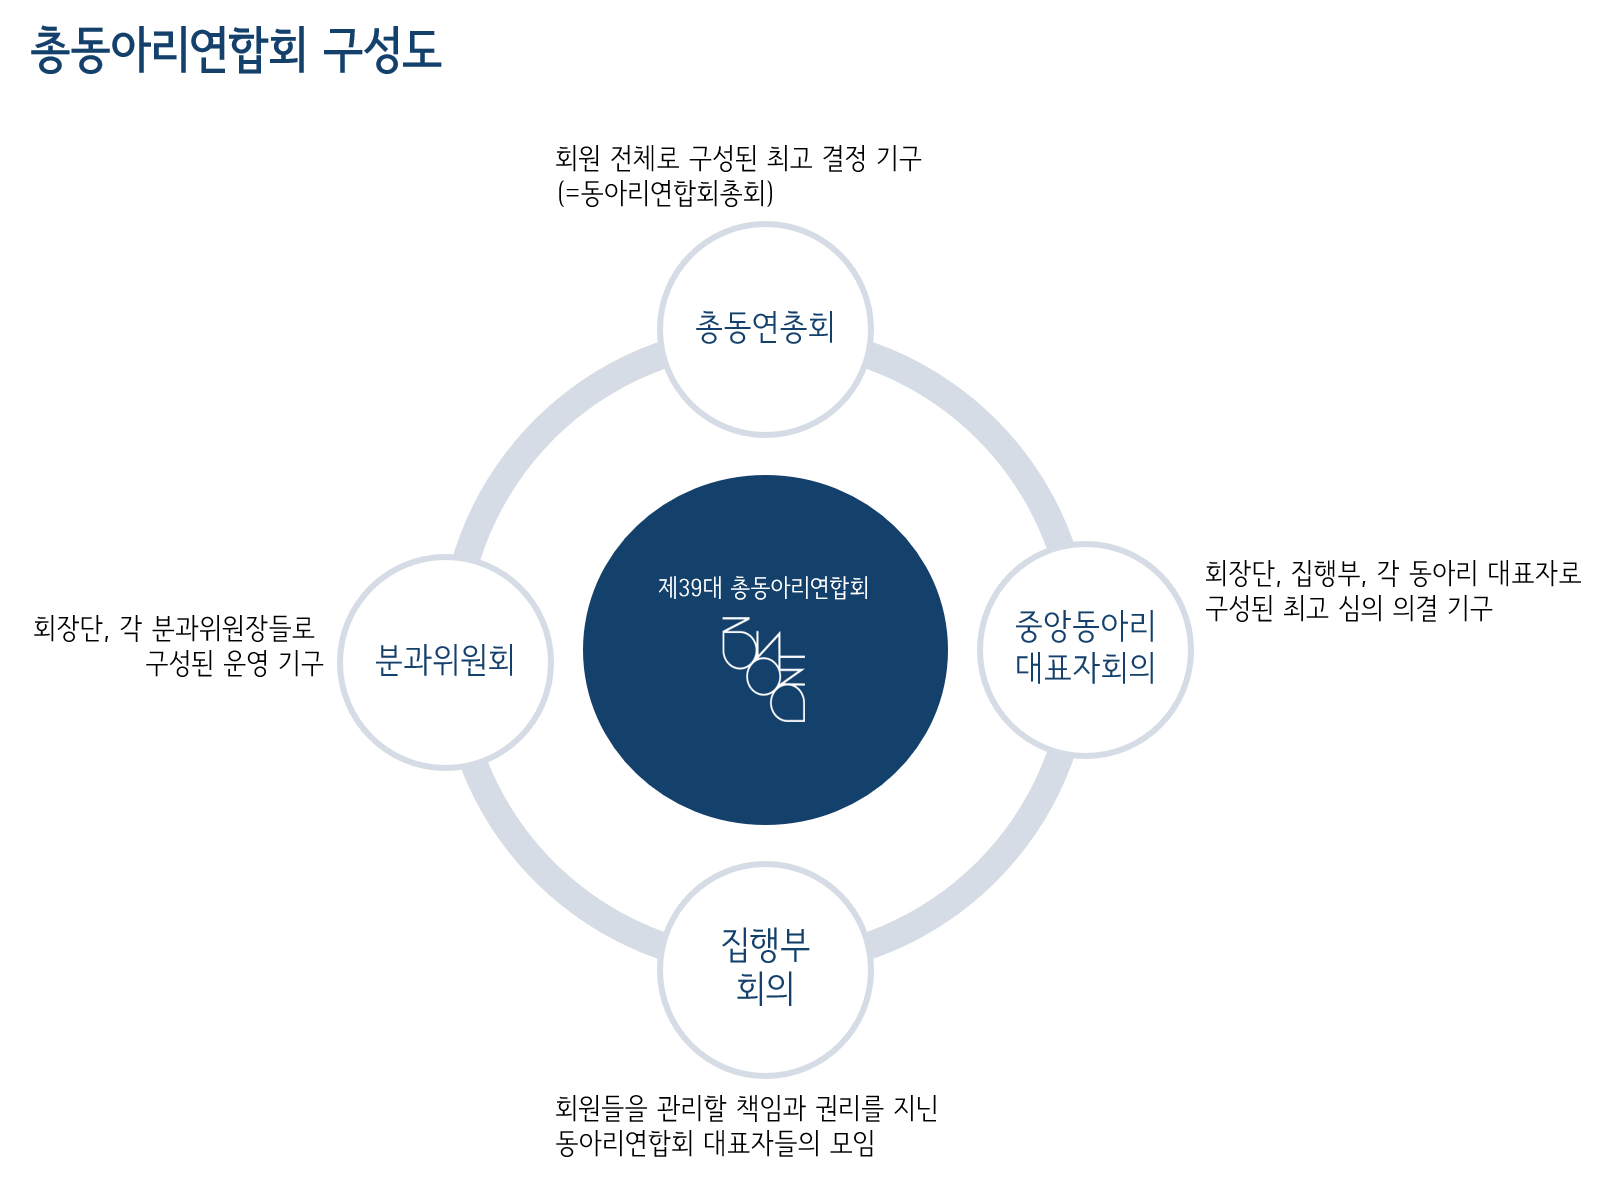 총동아리연합회 구성도
회원 전체로 구성된 최고 결정 기구
(=동아리연합회총회)
총동연총회
회장단, 각 분과위원장들로
구성된 운영 기구
분과위원회
제39대 총동아리연합회
중앙동아리
대표자회의
회장단, 집행부, 각 동아리 대표자로
구성된 최고 심의 의결 기구
집행부
회의
회원들을 관리할 책임과 권리를 지닌
동아리연합회 대표자들의 모임